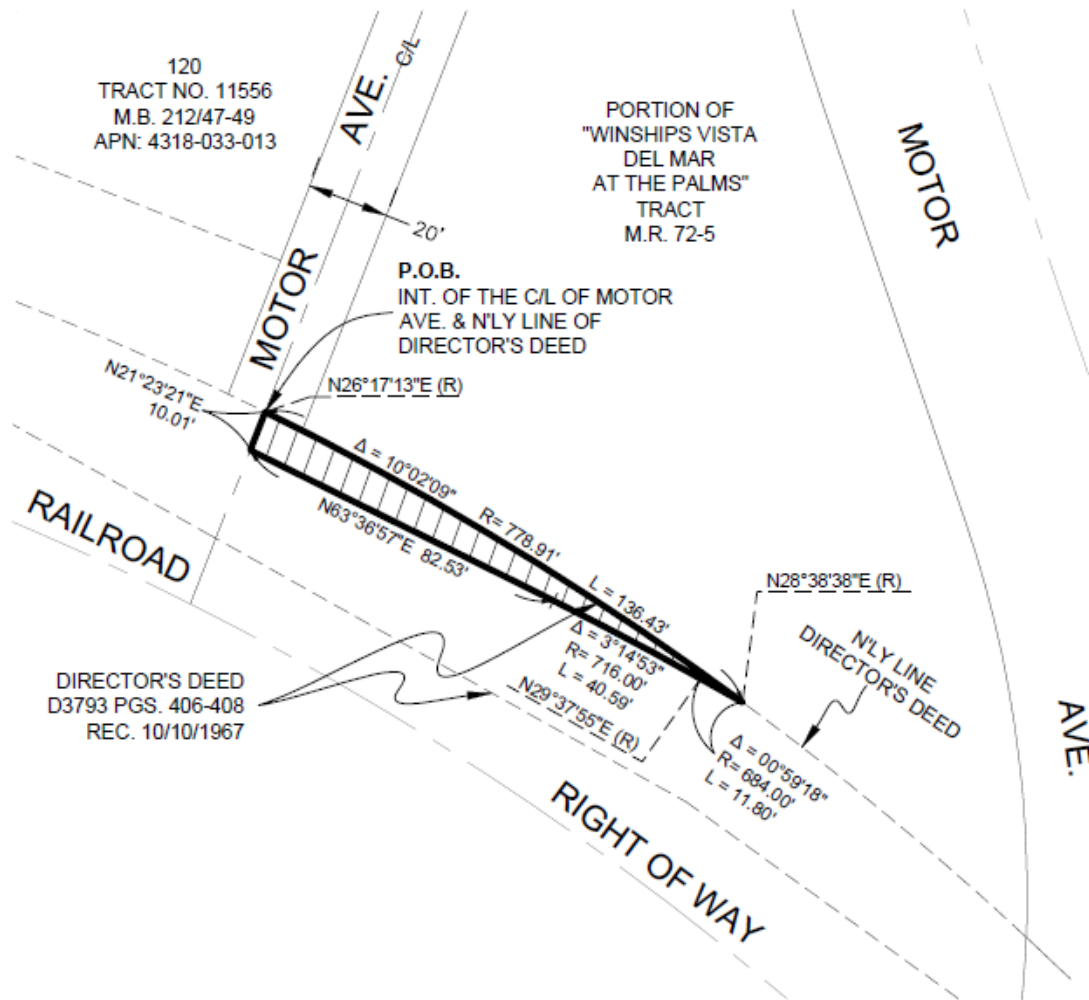 120
TRACT NO. 11556
M.B. 212/47-49
APN: 4318-033-013
MOTOR AVE. C/L
20'
PORTION OF
"WINSHIPS VISTA
DEL MAR
AT THE PALMS"
TRACT
M.R. 72-5
MOTOR AVE.
P.O.B.
INT. OF THE C/L OF MOTOR
AVE. & N'LY LINE OF
DIRECTOR'S DEED
N21°23'21"E
10.01'
N26°17'13"E (R)
Δ = 10°02'09"
R= 778.91'
L = 136.43'
N63°36'57"E 82.53'
Δ = 3°14'53"
R= 716.00'
L = 40.59'
N29°37'55"E (R)
N28°38'38"E (R)
N'LY LINE
DIRECTOR'S DEED
Δ = 00°59'18"
R= 684.00'
L = 11.80'
DIRECTOR'S DEED
D3793 PGS. 406-408
REC. 10/10/1967
RAILROAD
RIGHT OF WAY